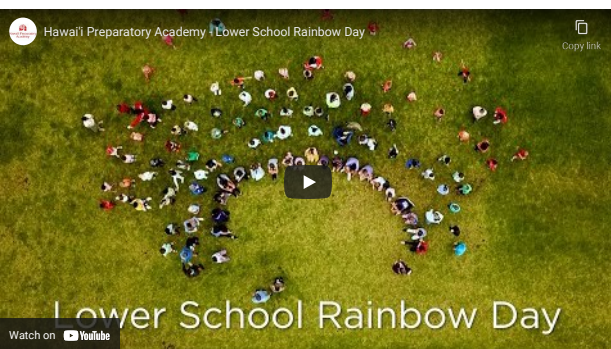 Hawai'i Preparatory Academy - Lower School Rainbow Day
Copy link
Lower School Rainbow Day
Watch on YouTube